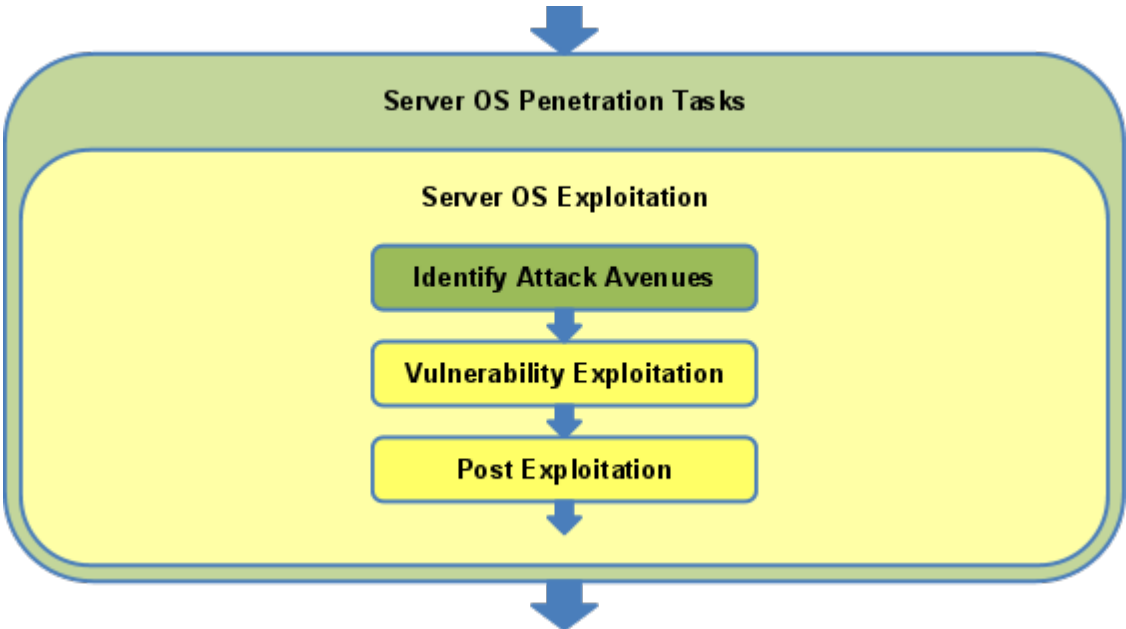 Server OS Penetration Tasks
Server OS Exploitation
Identify Attack Avenues
Vulnerability Exploitation
Post Exploitation